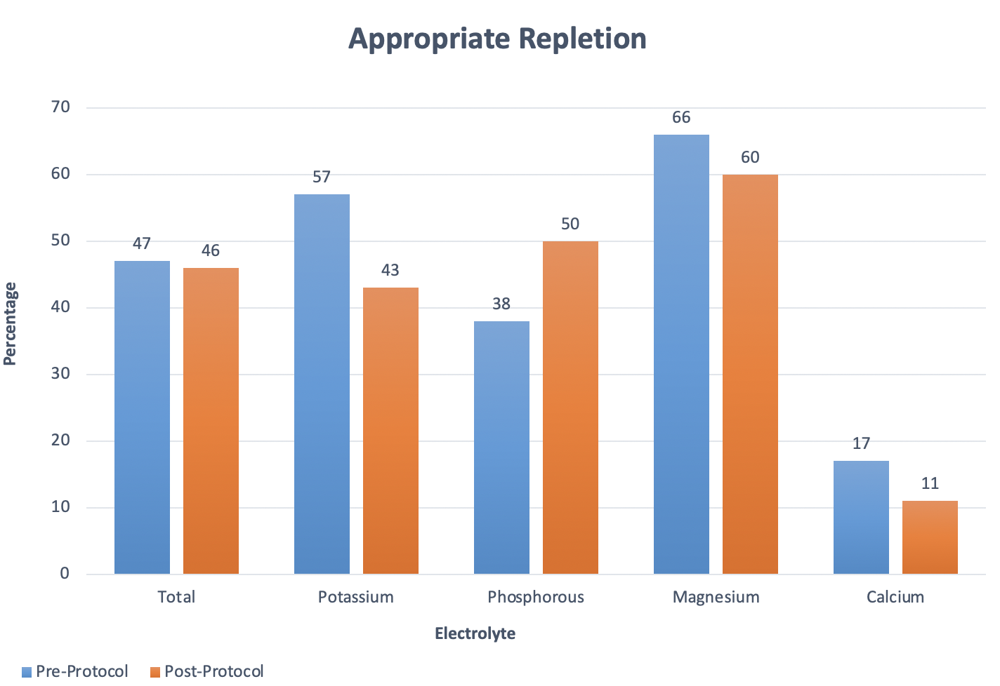 Appropriate Repletion
70
60
50
40
30
20
10
0
Percentage
47
46
57
43
38
50
66
60
17
11
Total
Potassium
Phosphorous
Magnesium
Calcium
Electrolyte
Pre-Protocol
Post-Protocol